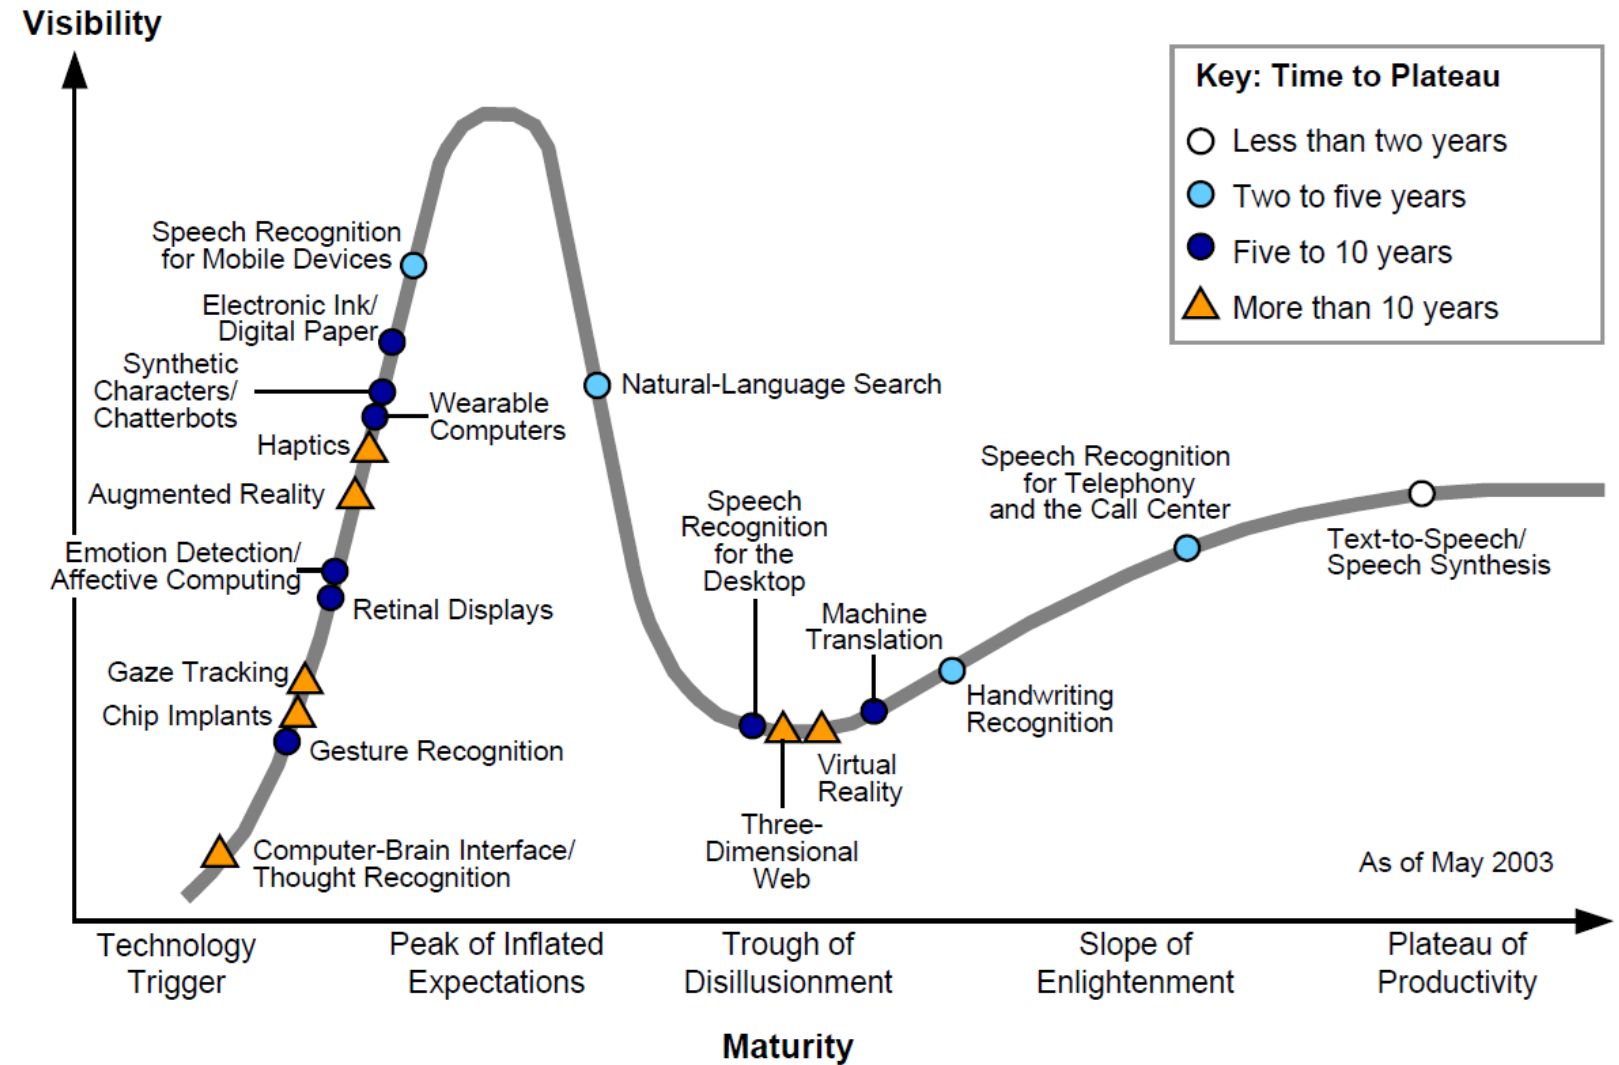 Visibility
Key: Time to Plateau
Less than two years
Two to five years
Five to 10 years
More than 10 years
Speech Recognition
for Mobile Devices
Electronic Ink/
Digital Paper
Synthetic
Characters/
Chatterbots
Wearable
Computers
Haptics
Augmented Reality
Emotion Detection/
Affective Computing
Retinal Displays
Gaze Tracking
Chip Implants
Gesture Recognition
Computer-Brain Interface/
Thought Recognition
Natural-Language Search
Speech
Recognition
for the
Desktop
Three-
Dimensional
Web
Virtual
Reality
Machine
Translation
Handwriting
Recognition
Speech Recognition
for Telephony
and the Call Center
Text-to-Speech/
Speech Synthesis
As of May 2003
Technology
Trigger
Peak of Inflated
Expectations
Trough of
Disillusionment
Slope of
Enlightenment
Plateau of
Productivity
Maturity